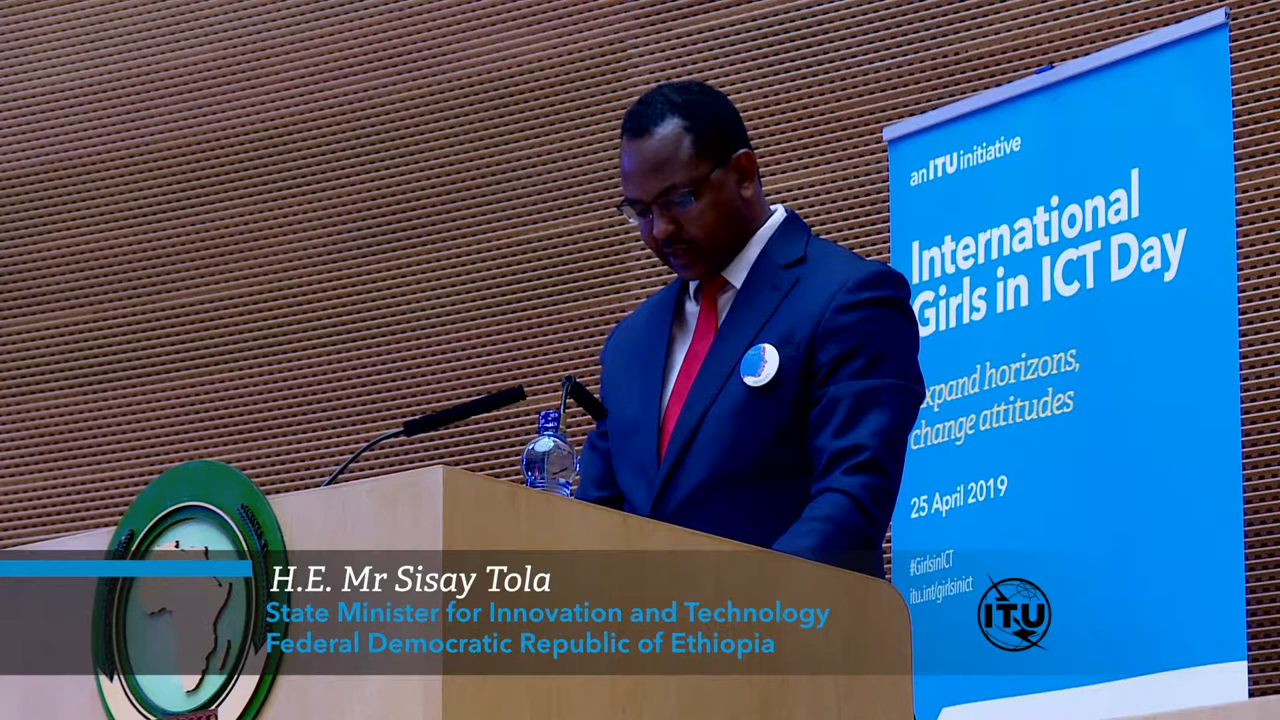 an ITU initiative
International
Girls in ICT Day
expand horizons,
change attitudes
25 April 2019
#GirlsinICT
itu.int/girlsinict
H.E. Mr Sisay Tola
State Minister for Innovation and Technology
Federal Democratic Republic of Ethiopia
ITU